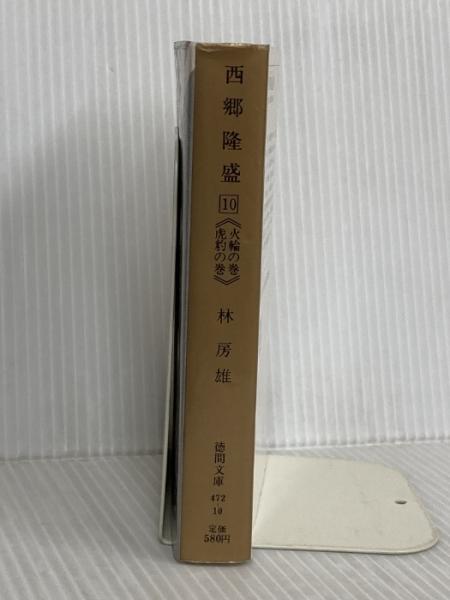 西郷隆盛
10
《火輪の巻
虎豹の巻》
林房雄
徳間文庫
472
10
定価
580円